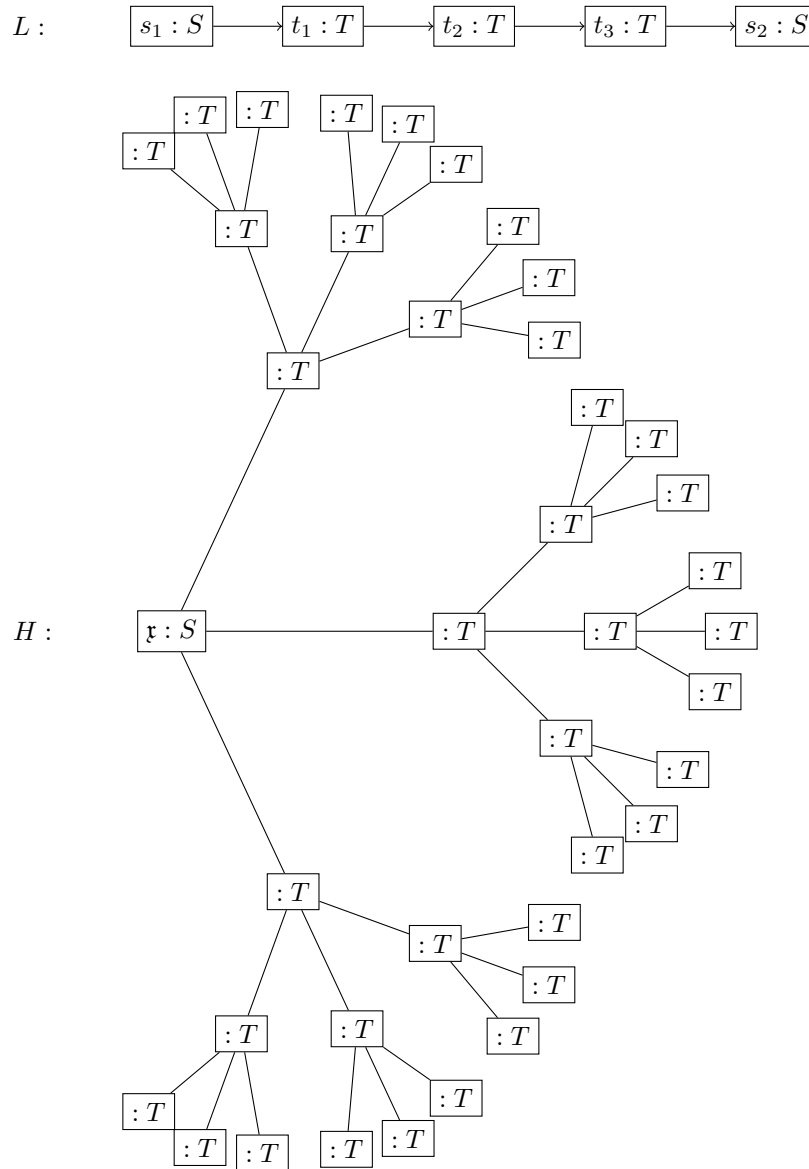 L : s₁ : S t₁ : T t₂ : T t₃ : T s₂ : S
: T : T : T : T
: T : T
: T : T : T
: T
: T
: T
: T
: T
: T
: T
: T
: T
H : 𝔵 : S : T : T : T
: T
: T
: T
: T
: T
: T
: T
: T
: T
: T : T : T
: T : T
: T : T : T : T